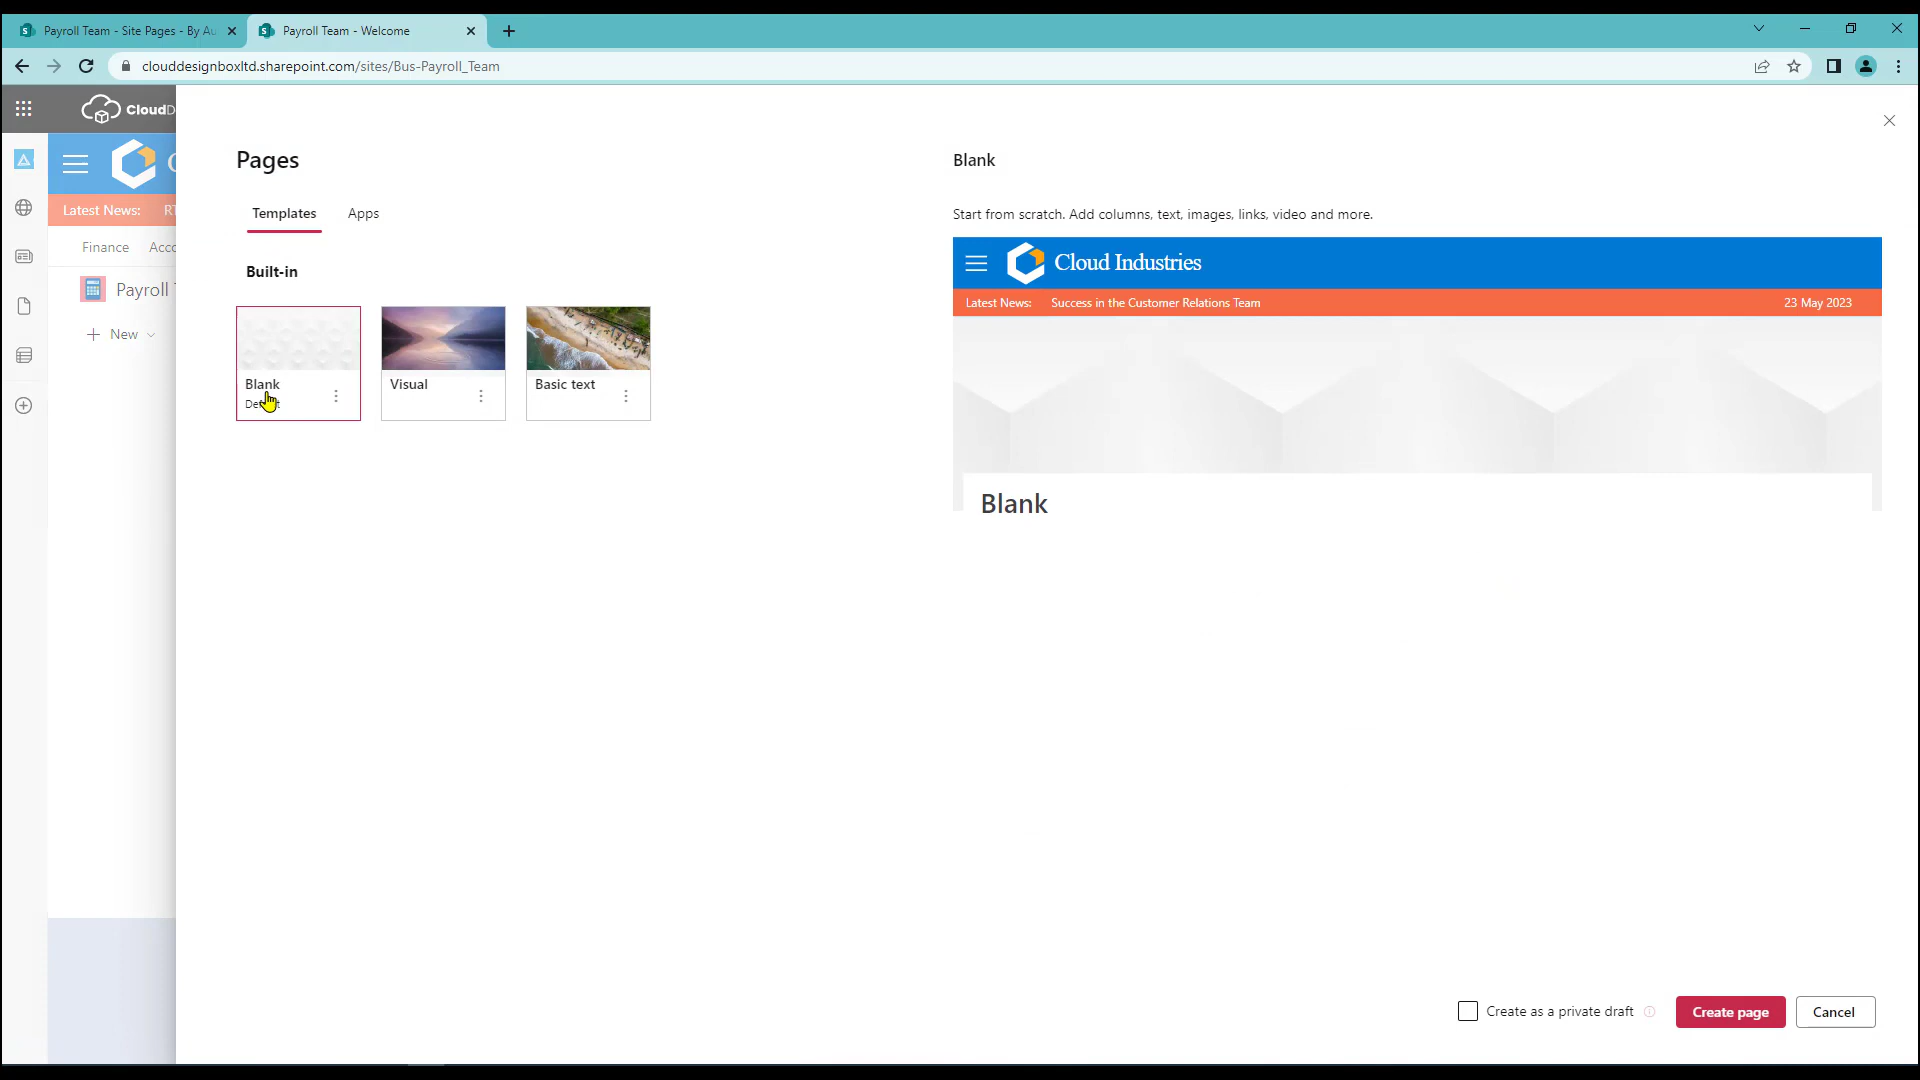 Payroll Team - Site Pages - By Au
Payroll Team - Welcome
clouddesignboxltd.sharepoint.com/sites/Bus-Payroll_Team
CloudD
Latest News: RT
Finance Acco
Payroll T
New
Pages
Templates Apps
Built-in
Blank
Visual
Basic text
Blank
Start from scratch. Add columns, text, images, links, video and more.
Cloud Industries
Latest News: Success in the Customer Relations Team 23 May 2023
Blank
Create as a private draft
Create page
Cancel